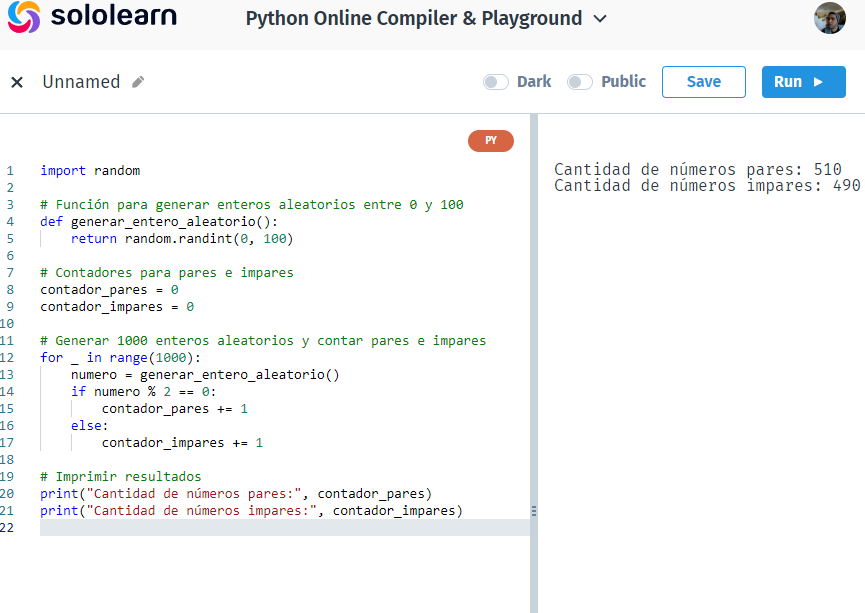 sololearn
Python Online Compiler & Playground
Unnamed
Dark
Public
Save
Run
PY
1 import random
2
3 # Función para generar enteros aleatorios entre 0 y 100
4 def generar_entero_aleatorio():
5     return random.randint(0, 100)
6
7 # Contadores para pares e impares
8 contador_pares = 0
9 contador_impares = 0
10
11 # Generar 1000 enteros aleatorios y contar pares e impares
12 for _ in range(1000):
13     numero = generar_entero_aleatorio()
14     if numero % 2 == 0:
15         contador_pares += 1
16     else:
17         contador_impares += 1
18
19 # Imprimir resultados
20 print("Cantidad de números pares:", contador_pares)
21 print("Cantidad de números impares:", contador_impares)
22
Cantidad de números pares: 510
Cantidad de números impares: 490